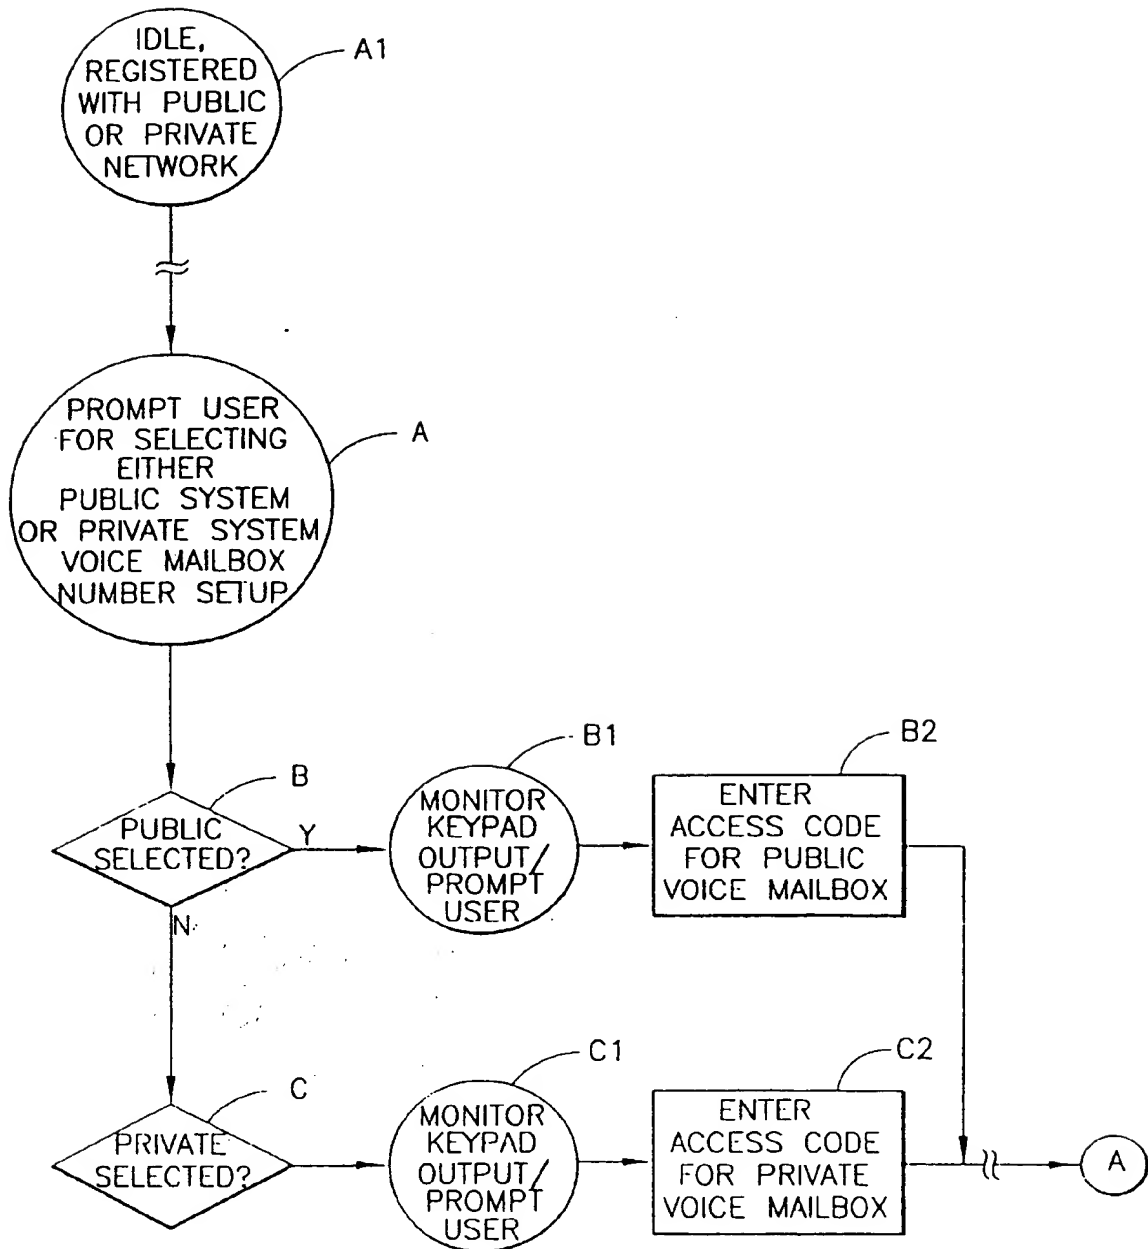 IDLE,
REGISTERED
WITH PUBLIC
OR PRIVATE
NETWORK
A1
PROMPT USER
FOR SELECTING
EITHER
PUBLIC SYSTEM
OR PRIVATE SYSTEM
VOICE MAILBOX
NUMBER SETUP
A
B
PUBLIC
SELECTED?
Y
N
B1
MONITOR
KEYPAD
OUTPUT/
PROMPT
USER
B2
ENTER
ACCESS CODE
FOR PUBLIC
VOICE MAILBOX
C
PRIVATE
SELECTED?
C1
MONITOR
KEYPAD
OUTPUT/
PROMPT
USER
C2
ENTER
ACCESS CODE
FOR PRIVATE
VOICE MAILBOX
A